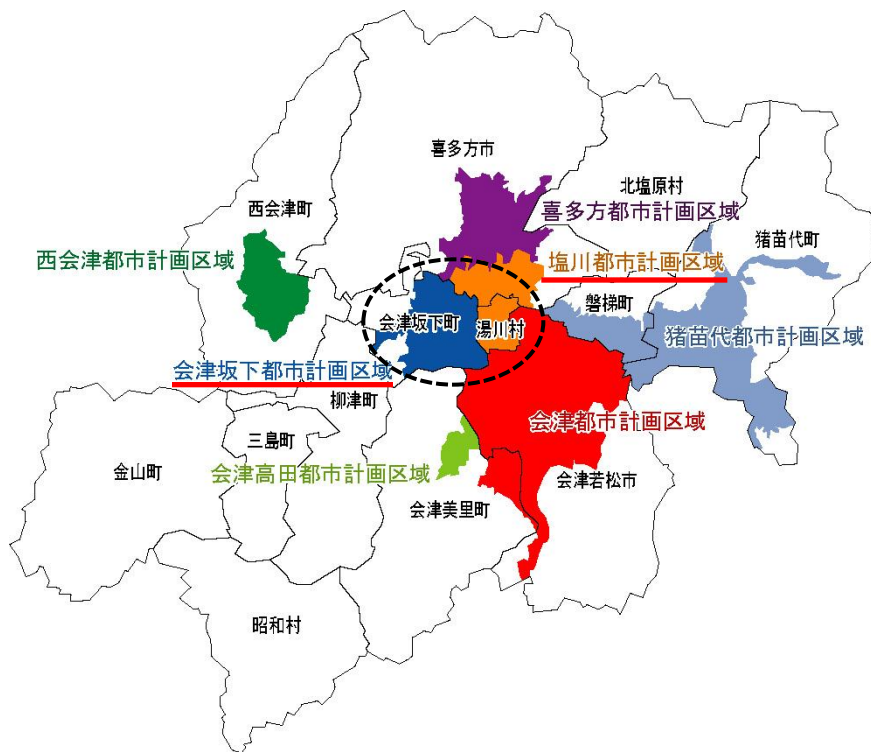 喜多方市
北塩原村
西会津町
喜多方都市計画区域
猪苗代町
西会津都市計画区域
塩川都市計画区域
磐梯町
会津坂下町
湯川村
猪苗代都市計画区域
会津坂下都市計画区域
柳津町
会津都市計画区域
三島町
金山町
会津高田都市計画区域
会津若松市
会津美里町
昭和村